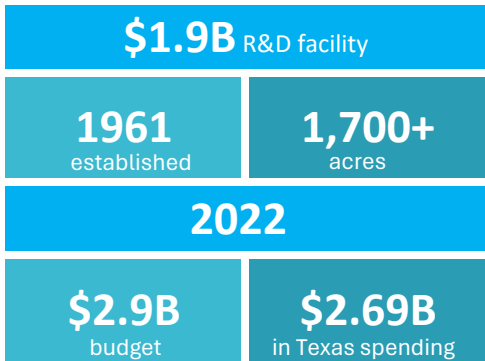 $1.9B R&D facility
1961
established
1,700+
acres
2022
$2.9B
budget
$2.69B
in Texas spending